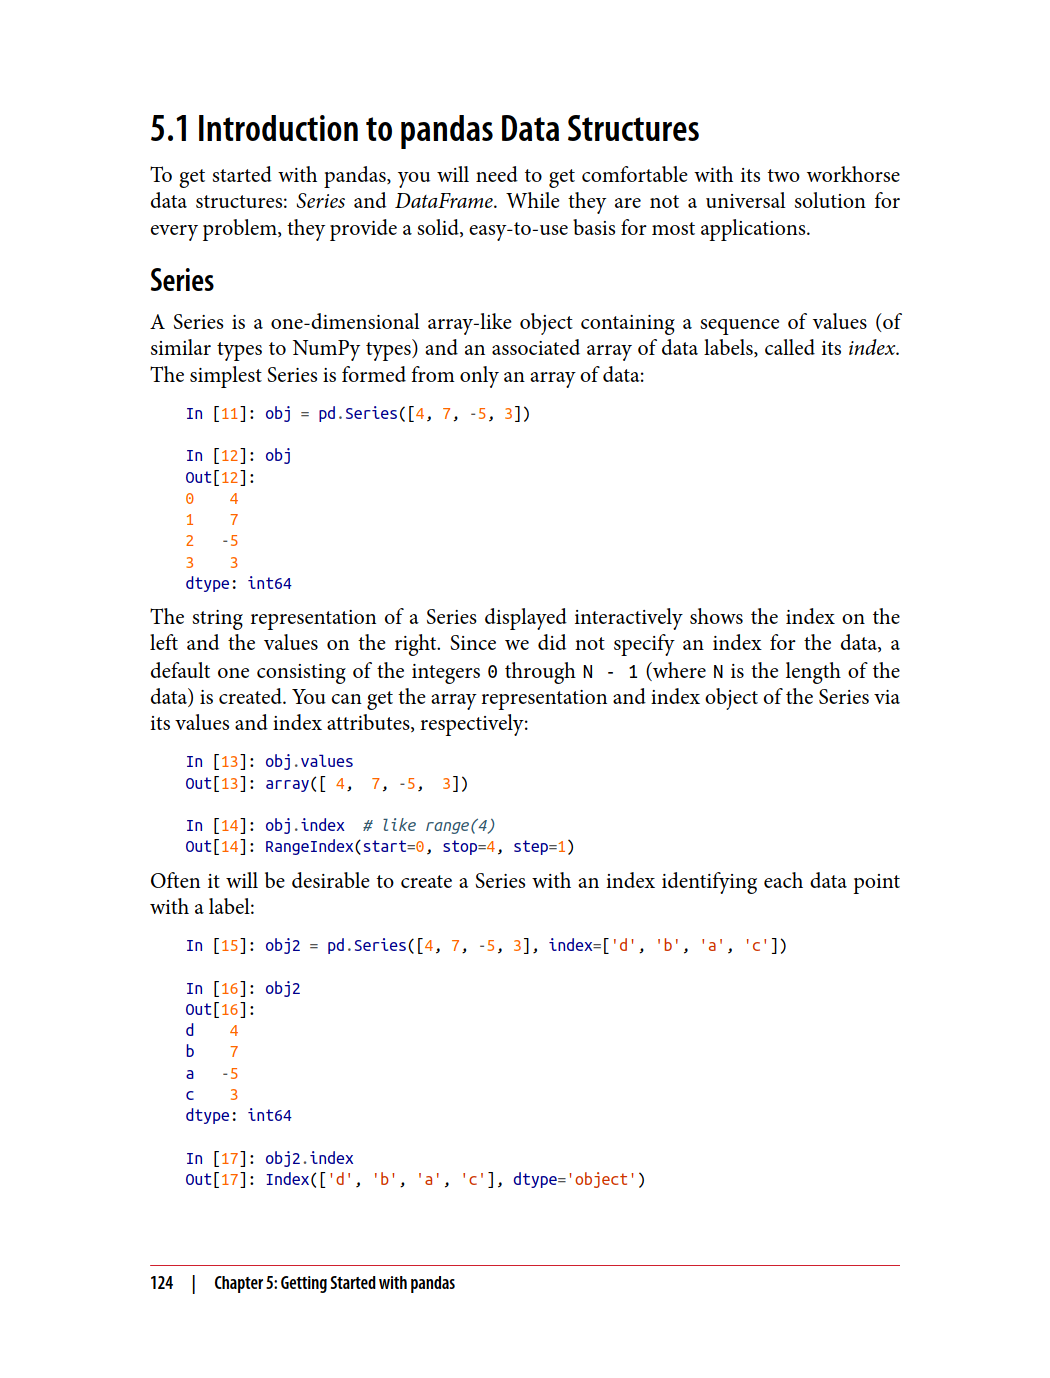 5.1 Introduction to pandas Data Structures
To get started with pandas, you will need to get comfortable with its two workhorse
data structures: Series and DataFrame. While they are not a universal solution for
every problem, they provide a solid, easy-to-use basis for most applications.
Series
A Series is a one-dimensional array-like object containing a sequence of values (of
similar types to NumPy types) and an associated array of data labels, called its index.
The simplest Series is formed from only an array of data:
In [11]: obj = pd.Series([4, 7, -5, 3])
In [12]: obj
Out[12]:
0    4
1    7
2   -5
3    3
dtype: int64
The string representation of a Series displayed interactively shows the index on the
left and the values on the right. Since we did not specify an index for the data, a
default one consisting of the integers 0 through N - 1 (where N is the length of the
data) is created. You can get the array representation and index object of the Series via
its values and index attributes, respectively:
In [13]: obj.values
Out[13]: array([ 4,  7, -5,  3])
In [14]: obj.index  # like range(4)
Out[14]: RangeIndex(start=0, stop=4, step=1)
Often it will be desirable to create a Series with an index identifying each data point
with a label:
In [15]: obj2 = pd.Series([4, 7, -5, 3], index=['d', 'b', 'a', 'c'])
In [16]: obj2
Out[16]:
d    4
b    7
a   -5
c    3
dtype: int64
In [17]: obj2.index
Out[17]: Index(['d', 'b', 'a', 'c'], dtype='object')
124 | Chapter 5: Getting Started with pandas